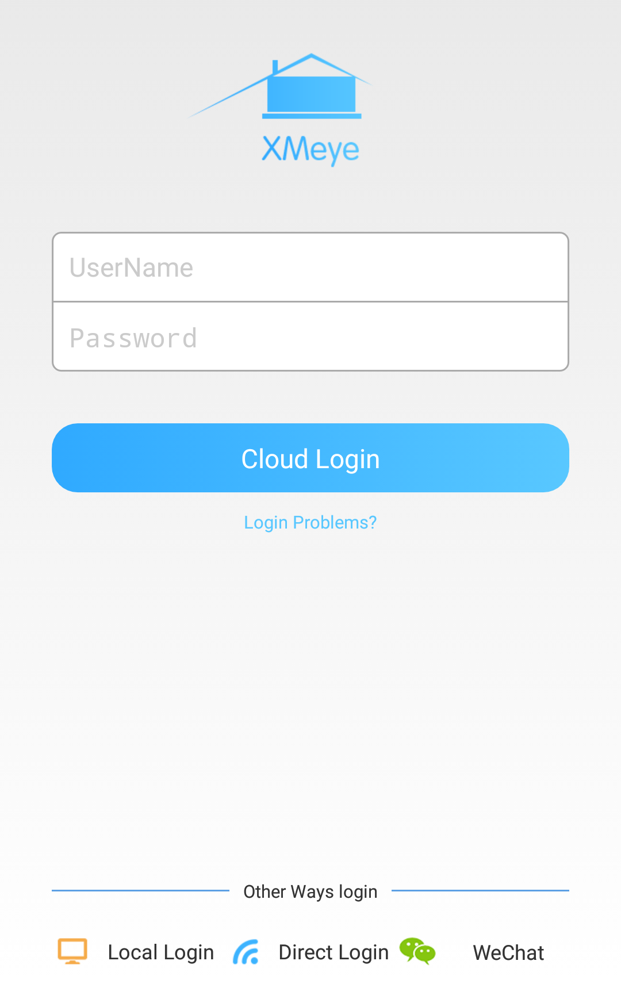 XMeye
UserName
Password
Cloud Login
Login Problems?
Other Ways login
Local Login Direct Login WeChat